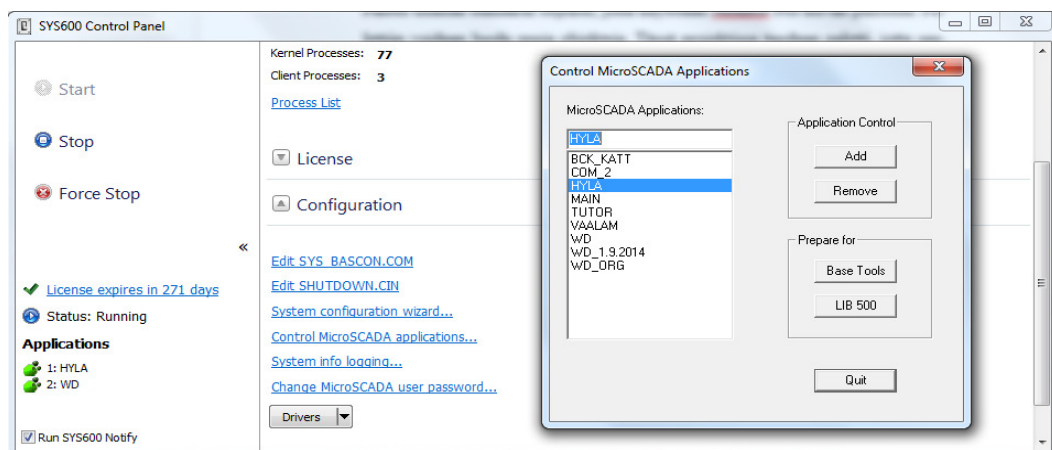 SYS600 Control Panel
Start
Stop
Force Stop
«
License expires in 271 days
Status: Running
Applications
1: HYLA
2: WD
Run SYS600 Notify
Kernel Processes: 77
Client Processes: 3
Process List
License
Configuration
Edit SYS_BASCON.COM
Edit SHUTDOWN.CIN
System configuration wizard...
Control MicroSCADA applications...
System info logging...
Change MicroSCADA user password...
Drivers
Control MicroSCADA Applications
MicroSCADA Applications:
HYLA
BCK_KATT
COM_2
HYLA
MAIN
TUTOR
VAALAM
WD
WD_1.9.2014
WD_ORG
Application Control
Add
Remove
Prepare for
Base Tools
LIB 500
Quit